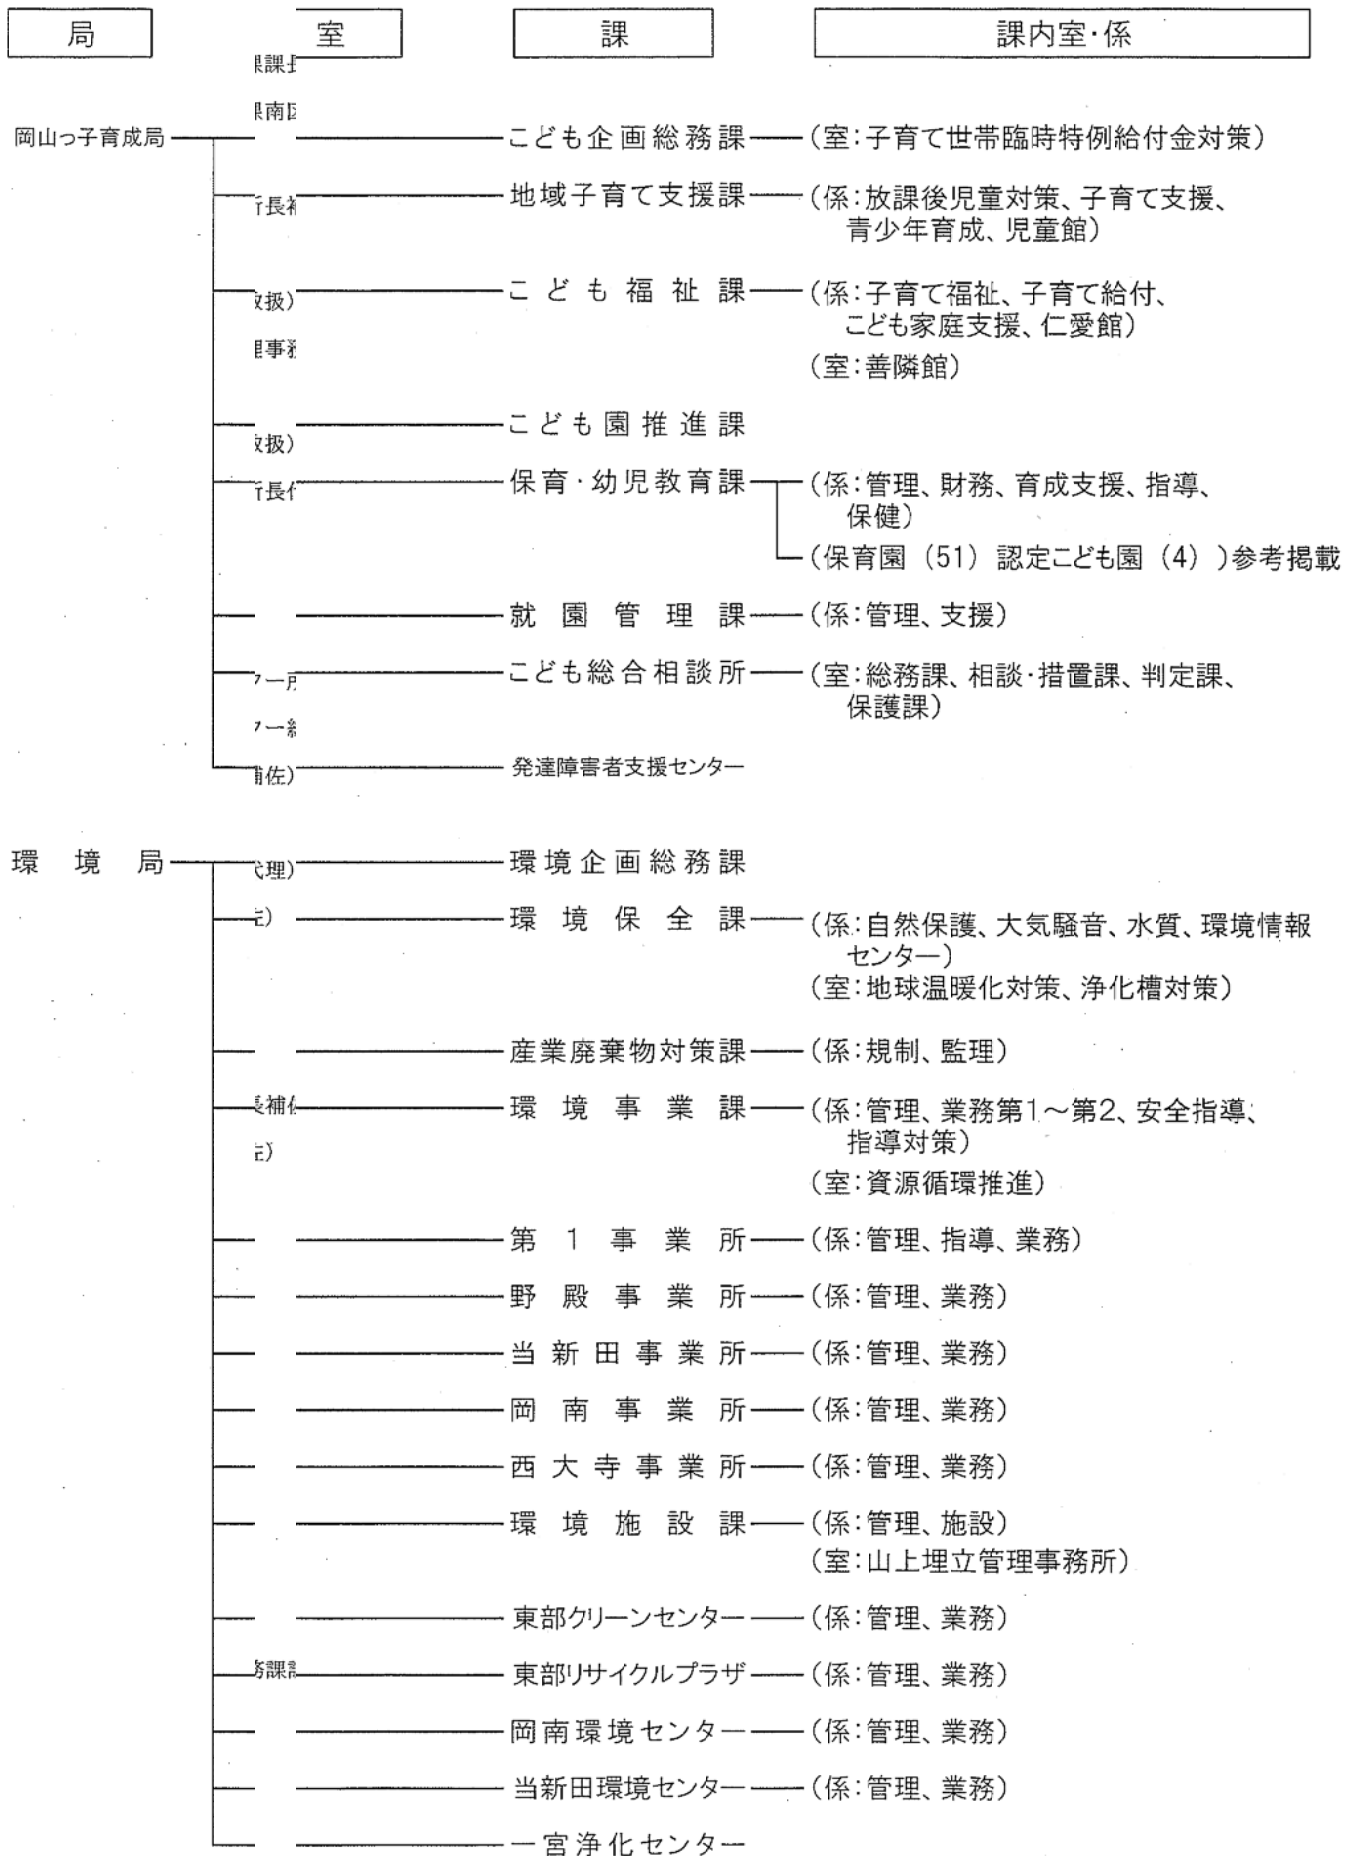 局 室 課 課内室・係
岡山っ子育成局 こども企画総務課 (室:子育て世帯臨時特例給付金対策)
地域子育て支援課 (係:放課後児童対策、子育て支援、
青少年育成、児童館)
扱)
こども福祉課 (係:子育て福祉、子育て給付、
こども家庭支援、仁愛館)
(室:善隣館)
こども園推進課
扱)
保育・幼児教育課 (係:管理、財務、育成支援、指導、
保健)
(保育園(51)認定こども園(4))参考掲載
就園管理課 (係:管理、支援)
こども総合相談所 (室:総務課、相談・措置課、判定課、
保護課)
佐) 発達障害者支援センター
環境局 理) 環境企画総務課
環境保全課 (係:自然保護、大気騒音、水質、環境情報
センター)
(室:地球温暖化対策、浄化槽対策)
産業廃棄物対策課 (係:規制、監理)
環境事業課 (係:管理、業務第1~第2、安全指導、
指導対策)
(室:資源循環推進)
第1事業所 (係:管理、指導、業務)
野殿事業所 (係:管理、業務)
当新田事業所 (係:管理、業務)
岡南事業所 (係:管理、業務)
西大寺事業所 (係:管理、業務)
環境施設課 (係:管理、施設)
(室:山上埋立管理事務所)
東部クリーンセンター (係:管理、業務)
東部リサイクルプラザ (係:管理、業務)
岡南環境センター (係:管理、業務)
当新田環境センター (係:管理、業務)
一宮浄化センター